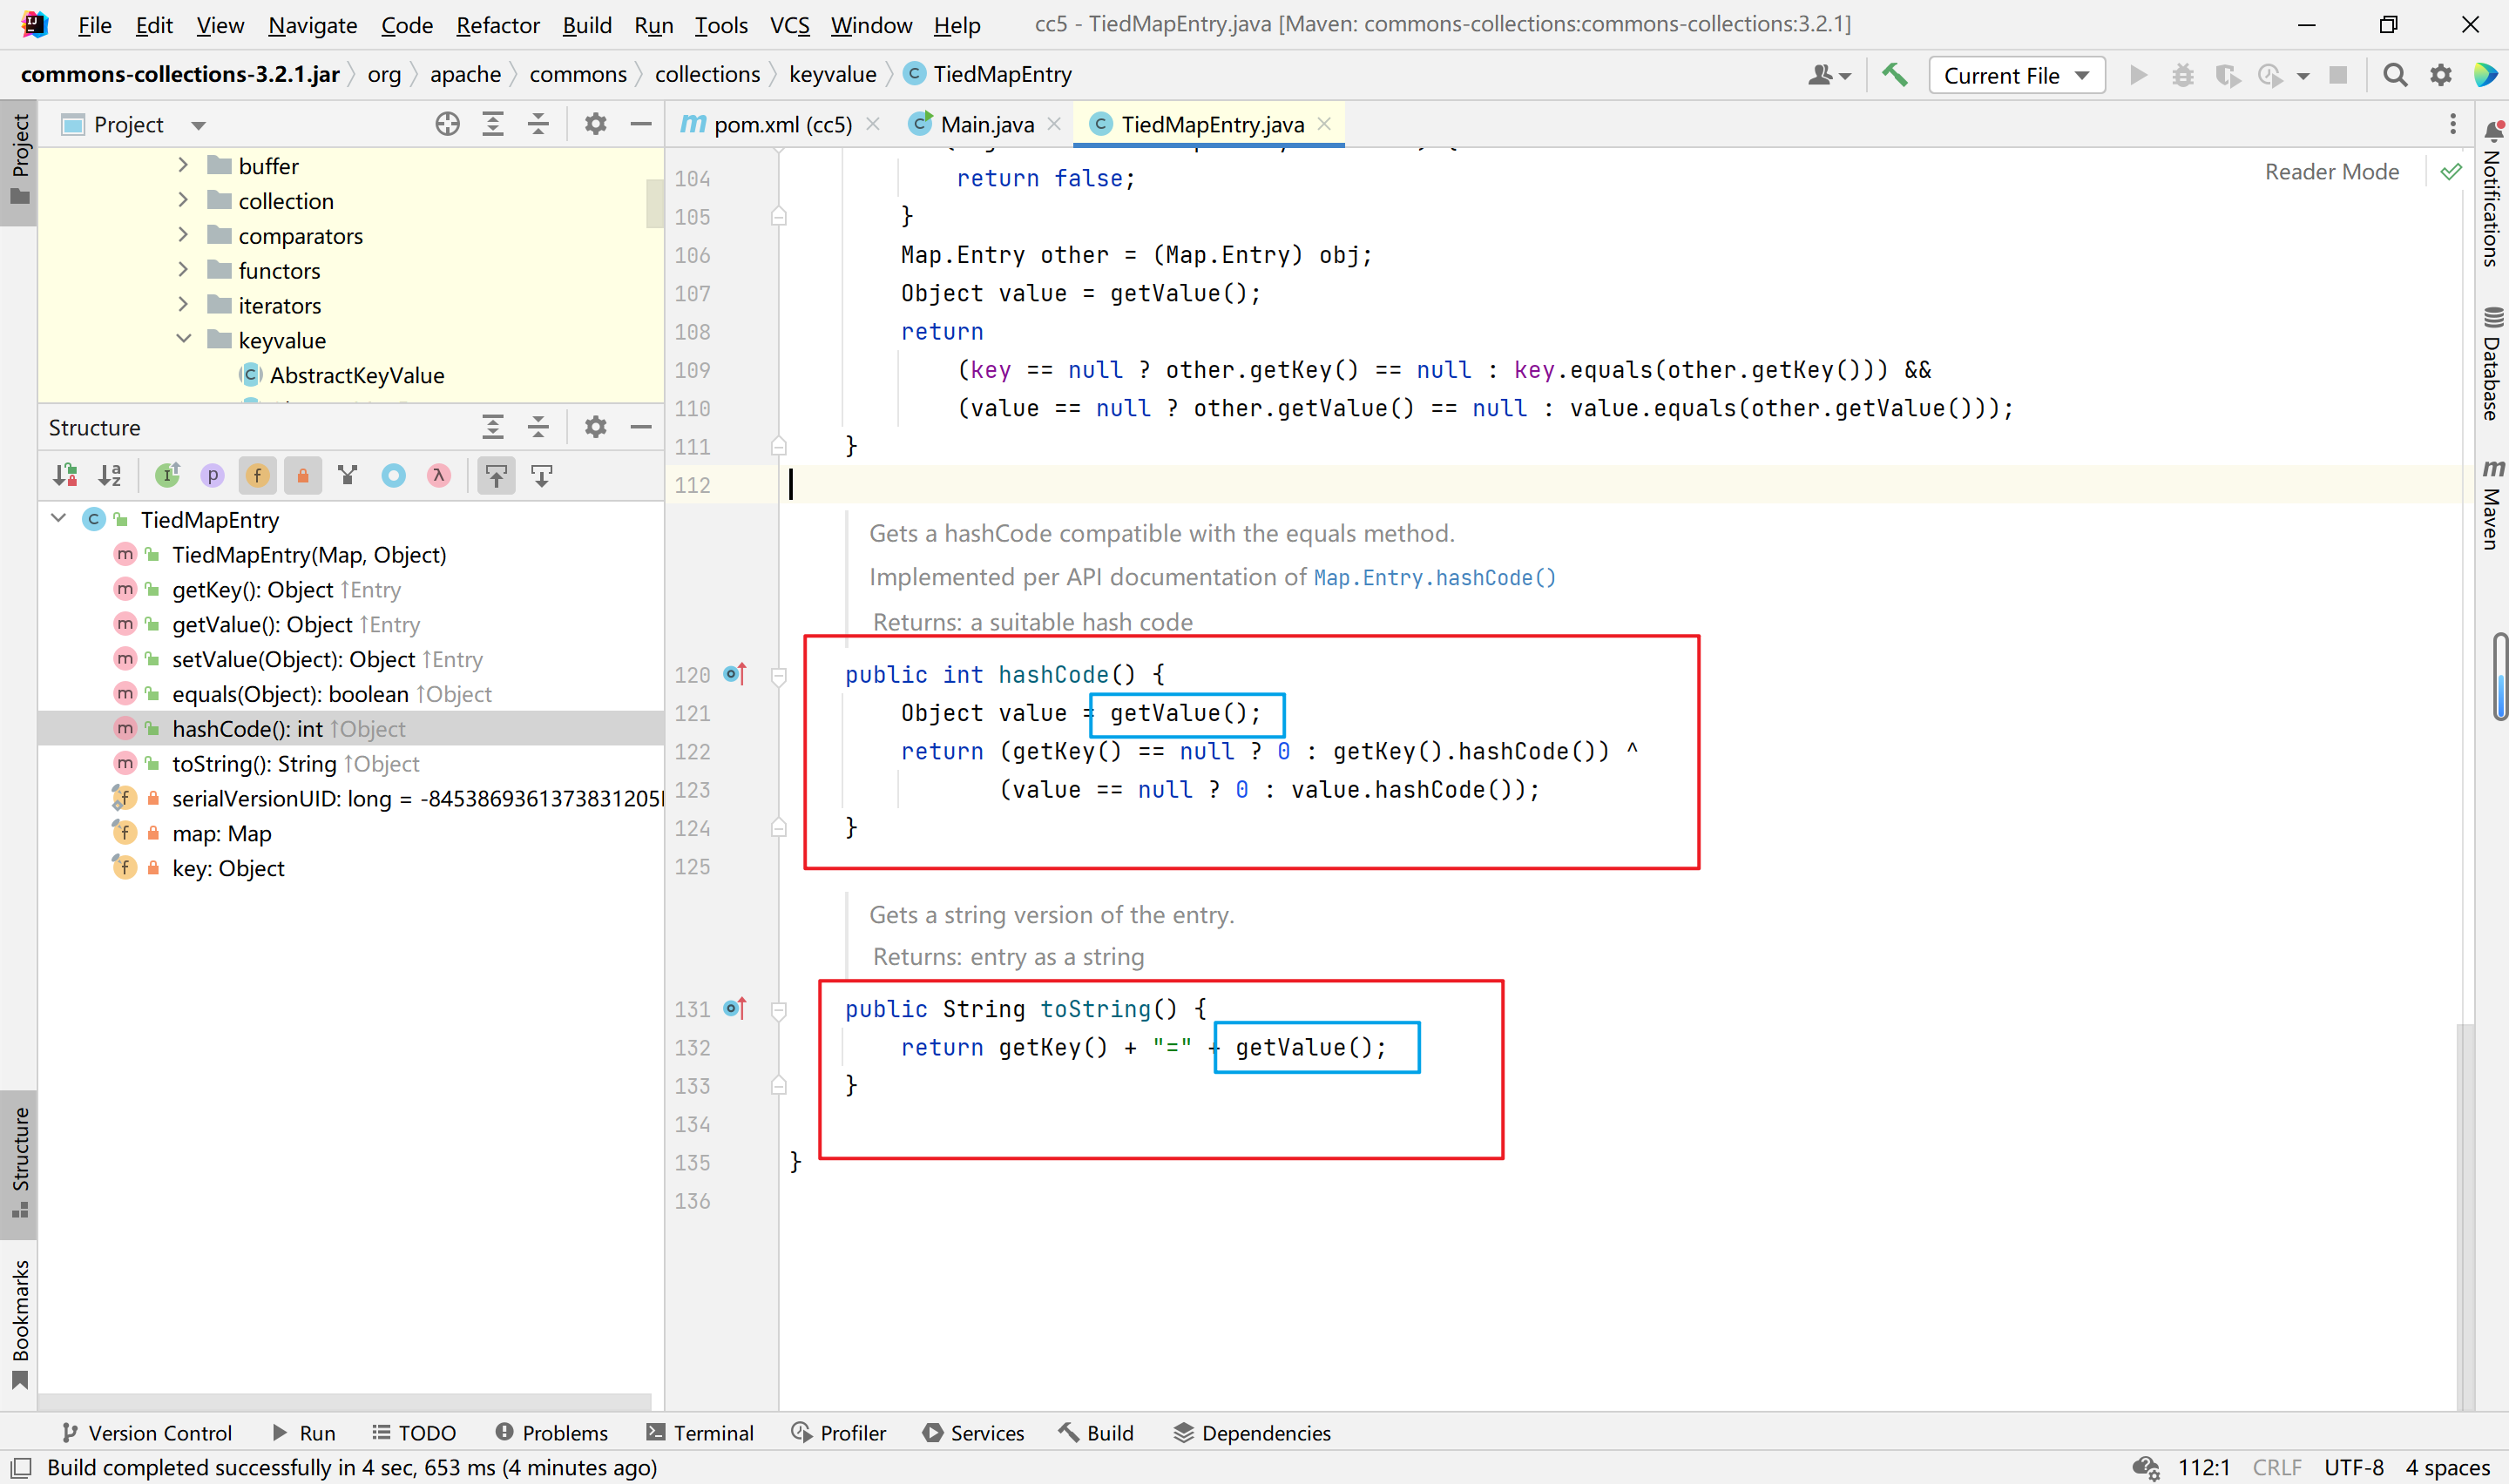 File Edit View Navigate Code Refactor Build Run Tools VCS Window Help cc5 - TiedMapEntry.java [Maven: commons-collections:commons-collections:3.2.1]
commons-collections-3.2.1.jar org apache commons collections keyvalue TiedMapEntry Current File
Project
pom.xml (cc5) Main.java TiedMapEntry.java
Project
buffer
collection
comparators
functors
iterators
keyvalue
AbstractKeyValue
Structure
TiedMapEntry
TiedMapEntry(Map, Object)
getKey(): Object ↑Entry
getValue(): Object ↑Entry
setValue(Object): Object ↑Entry
equals(Object): boolean ↑Object
hashCode(): int ↑Object
toString(): String ↑Object
serialVersionUID: long = -8453869361373831205
map: Map
key: Object
Structure
Bookmarks
Reader Mode
104 return false;
105 }
106 Map.Entry other = (Map.Entry) obj;
107 Object value = getValue();
108 return
109 (key == null ? other.getKey() == null : key.equals(other.getKey())) &&
110 (value == null ? other.getValue() == null : value.equals(other.getValue()));
111 }
112
Gets a hashCode compatible with the equals method.
Implemented per API documentation of Map.Entry.hashCode()
Returns: a suitable hash code
120 public int hashCode() {
121 Object value = getValue();
122 return (getKey() == null ? 0 : getKey().hashCode()) ^
123 (value == null ? 0 : value.hashCode());
124 }
125
Gets a string version of the entry.
Returns: entry as a string
131 public String toString() {
132 return getKey() + "=" + getValue();
133 }
134
135 }
136
Notifications
Database
Maven
Version Control Run TODO Problems Terminal Profiler Services Build Dependencies
Build completed successfully in 4 sec, 653 ms (4 minutes ago) 112:1 CRLF UTF-8 4 spaces